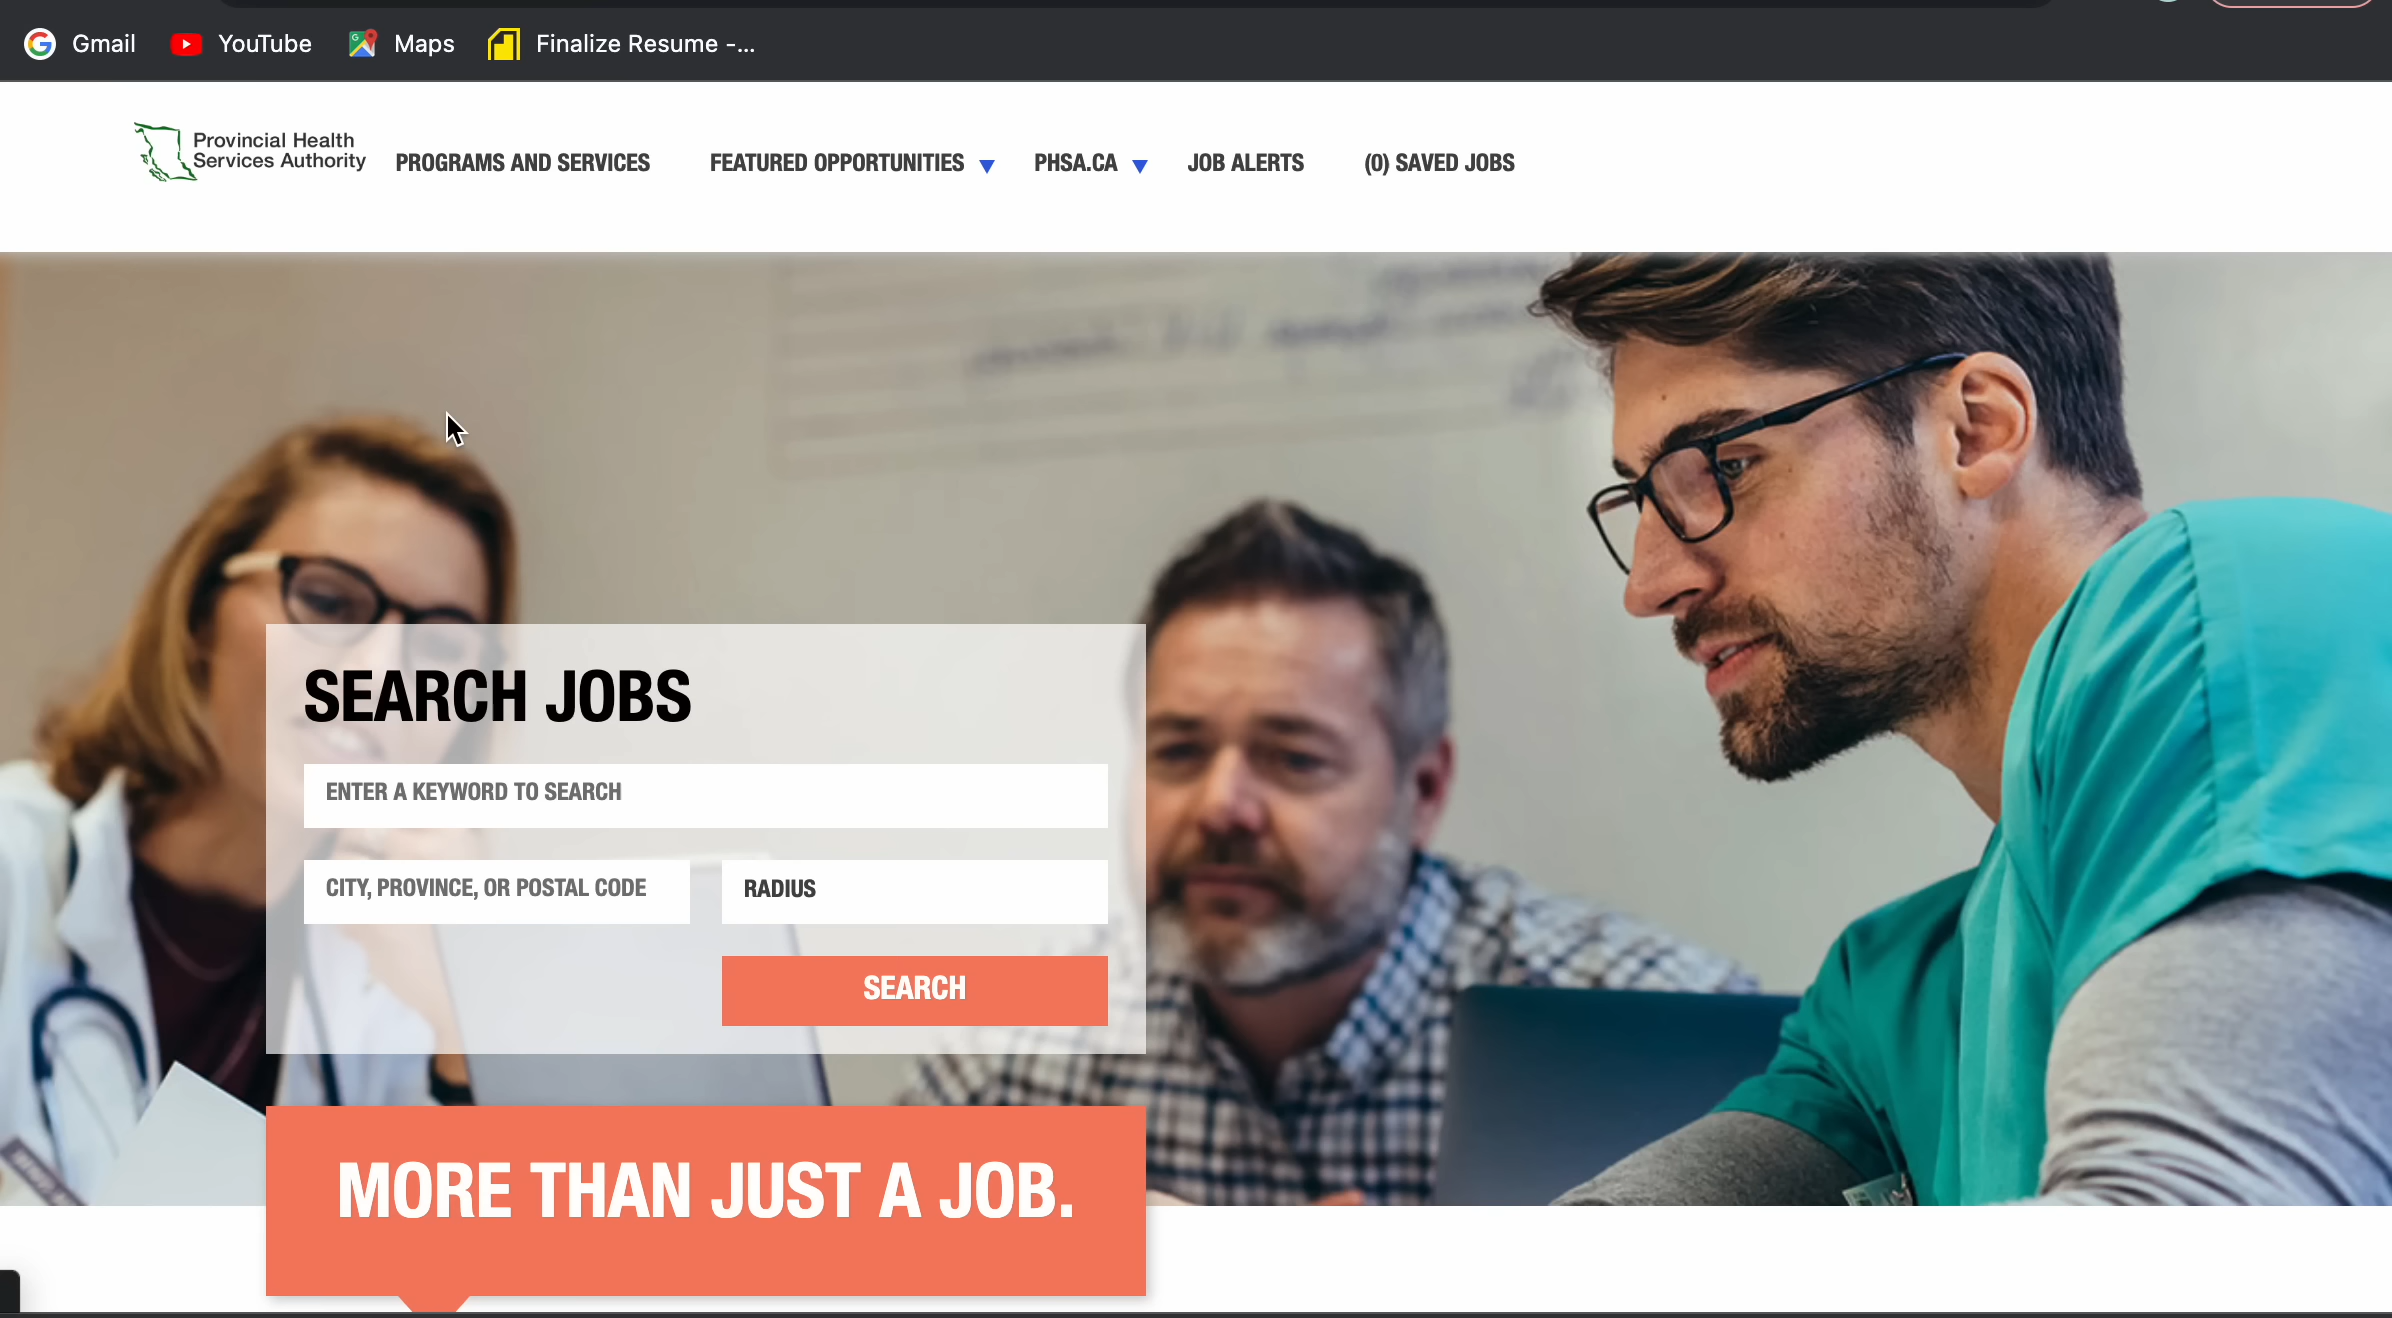 Gmail
YouTube
Maps
Finalize Resume -...
Provincial Health
Services Authority
PROGRAMS AND SERVICES
FEATURED OPPORTUNITIES
PHSA.CA
JOB ALERTS
(0) SAVED JOBS
SEARCH JOBS
ENTER A KEYWORD TO SEARCH
CITY, PROVINCE, OR POSTAL CODE
RADIUS
SEARCH
MORE THAN JUST A JOB.